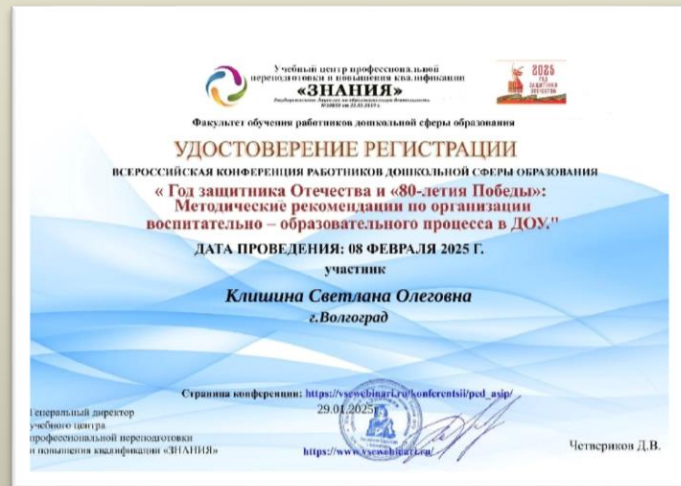 Учебный центр профессиональной
переподготовки и повышения квалификации
«ЗНАНИЯ»
2025
ГОД
ЗАЩИТНИКА
ОТЕЧЕСТВА
Факультет обучения работников дошкольной сферы образования
УДОСТОВЕРЕНИЕ РЕГИСТРАЦИИ
ВСЕРОССИЙСКАЯ КОНФЕРЕНЦИЯ РАБОТНИКОВ ДОШКОЛЬНОЙ СФЕРЫ ОБРАЗОВАНИЯ
« Год защитника Отечества и «80-летия Победы»:
Методические рекомендации по организации
воспитательно – образовательного процесса в ДОУ."
ДАТА ПРОВЕДЕНИЯ: 08 ФЕВРАЛЯ 2025 Г.
участник
Клишина Светлана Олеговна
г.Волгоград
Страница конференции: https://vsewebinari.ru/konferentsii/ped_asip/
29.01.2025г
Генеральный директор
учебного центра
профессиональной переподготовки
и повышения квалификации «ЗНАНИЯ»
https://www.vsewebinari.ru/
Четвериков Д.В.